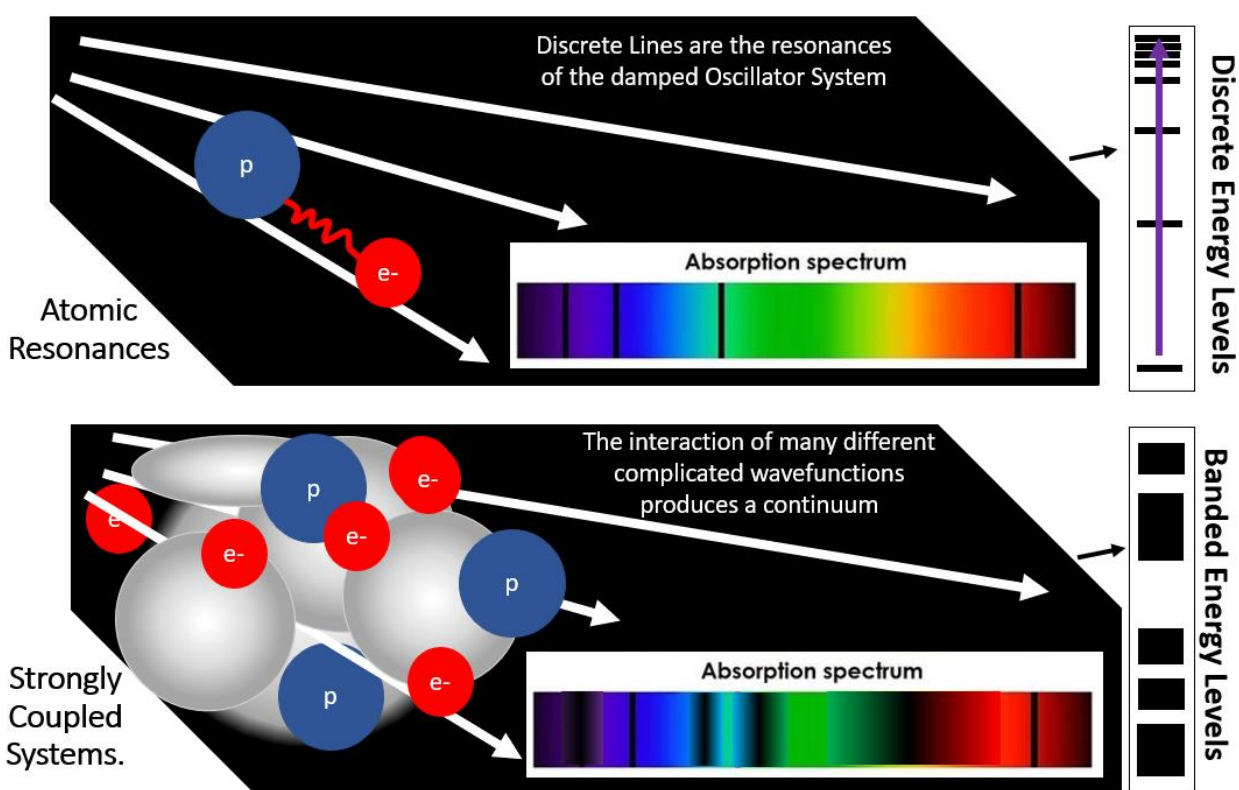 Discrete Lines are the resonances
of the damped Oscillator System
p
e-
Atomic
Resonances
Absorption spectrum
Discrete Energy Levels
The interaction of many different
complicated wavefunctions
produces a continuum
p
e-
e-
e-
e-
p
p
e-
Strongly
Coupled
Systems.
Absorption spectrum
Banded Energy Levels